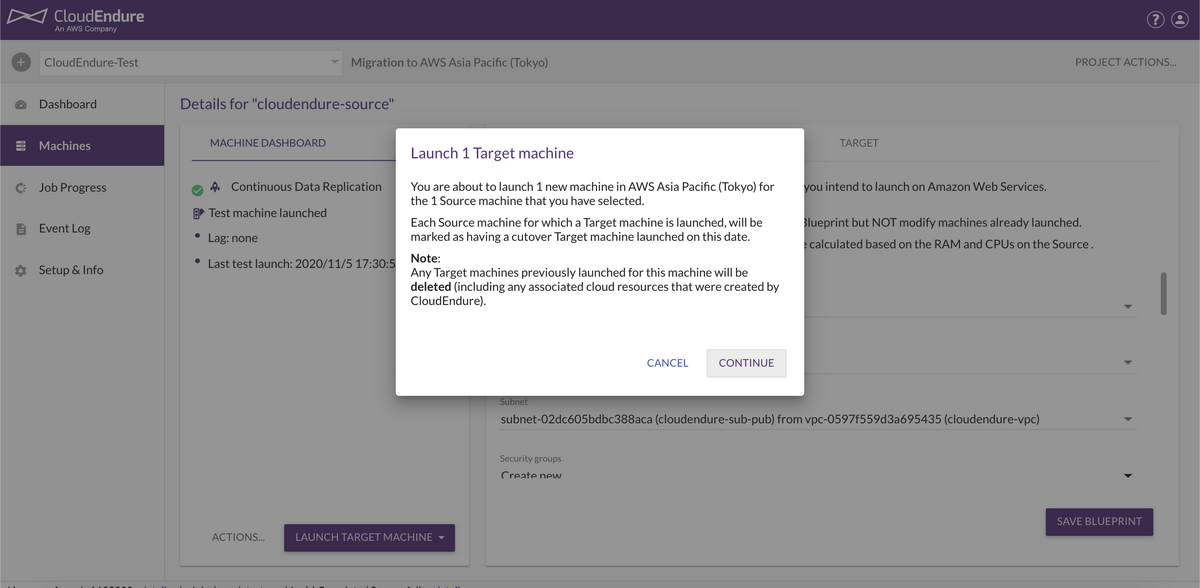 CloudEndure
An AWS Company
?
CloudEndure-Test
Migration to AWS Asia Pacific (Tokyo)
PROJECT ACTIONS...
Dashboard
Machines
Job Progress
Event Log
Setup & Info
Details for "cloudendure-source"
MACHINE DASHBOARD
TARGET
Continuous Data Replication
Test machine launched
Lag: none
Last test launch: 2020/11/5 17:30:5
you intend to launch on Amazon Web Services.
Blueprint but NOT modify machines already launched.
calculated based on the RAM and CPUs on the Source .
Launch 1 Target machine
You are about to launch 1 new machine in AWS Asia Pacific (Tokyo) for
the 1 Source machine that you have selected.
Each Source machine for which a Target machine is launched, will be
marked as having a cutover Target machine launched on this date.
Note:
Any Target machines previously launched for this machine will be
deleted (including any associated cloud resources that were created by
CloudEndure).
CANCEL
CONTINUE
Subnet
subnet-02dc605bdbc388aca (cloudendure-sub-pub) from vpc-0597f559d3a695435 (cloudendure-vpc)
Security groups
Create new
ACTIONS...
LAUNCH TARGET MACHINE
SAVE BLUEPRINT